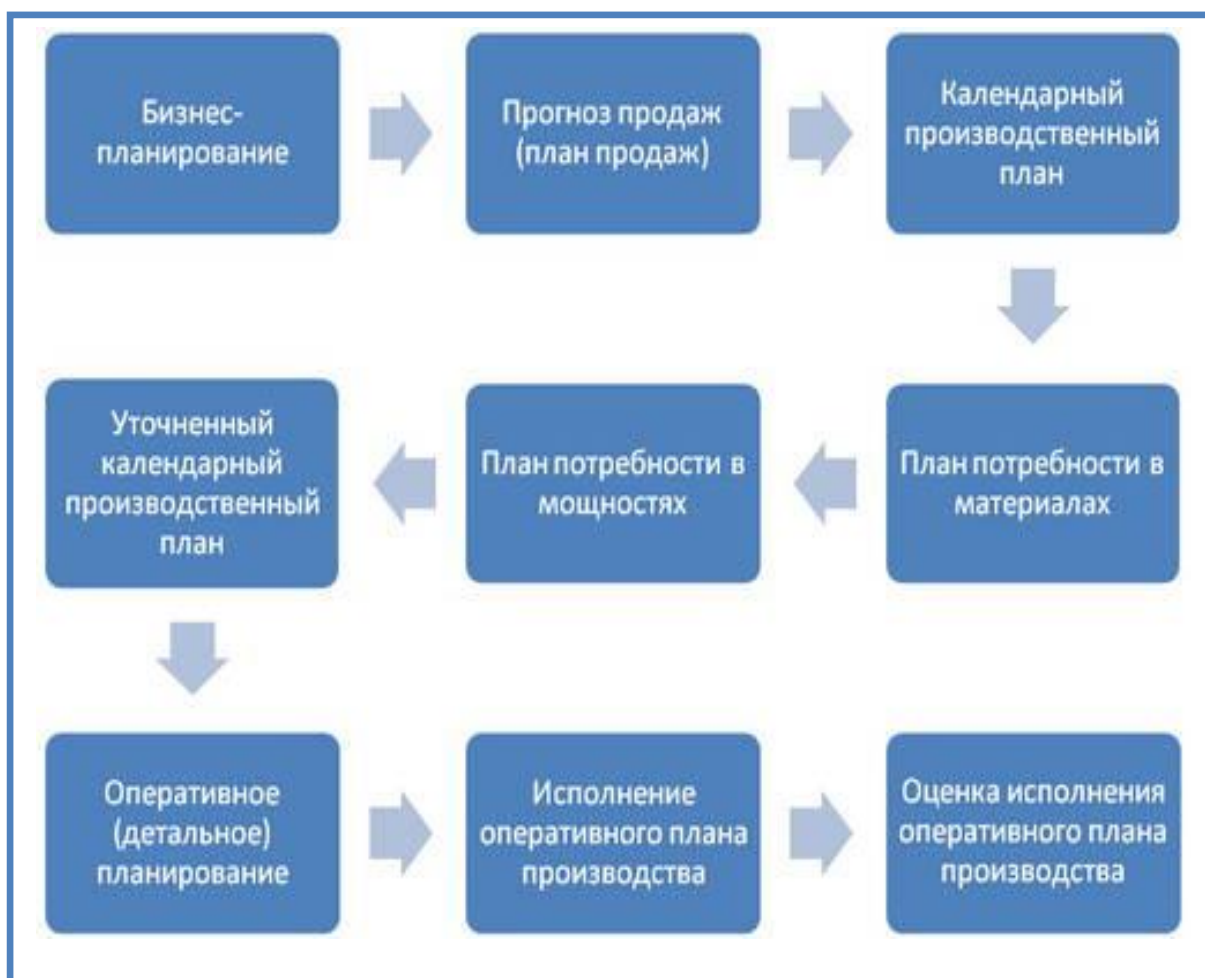 Бизнес-
планирование
Прогноз продаж
(план продаж)
Календарный
производственный
план
План потребности в
материалах
План потребности в
мощностях
Уточненный
календарный
производственный
план
Оперативное
(детальное)
планирование
Исполнение
оперативного плана
производства
Оценка исполнения
оперативного плана
производства